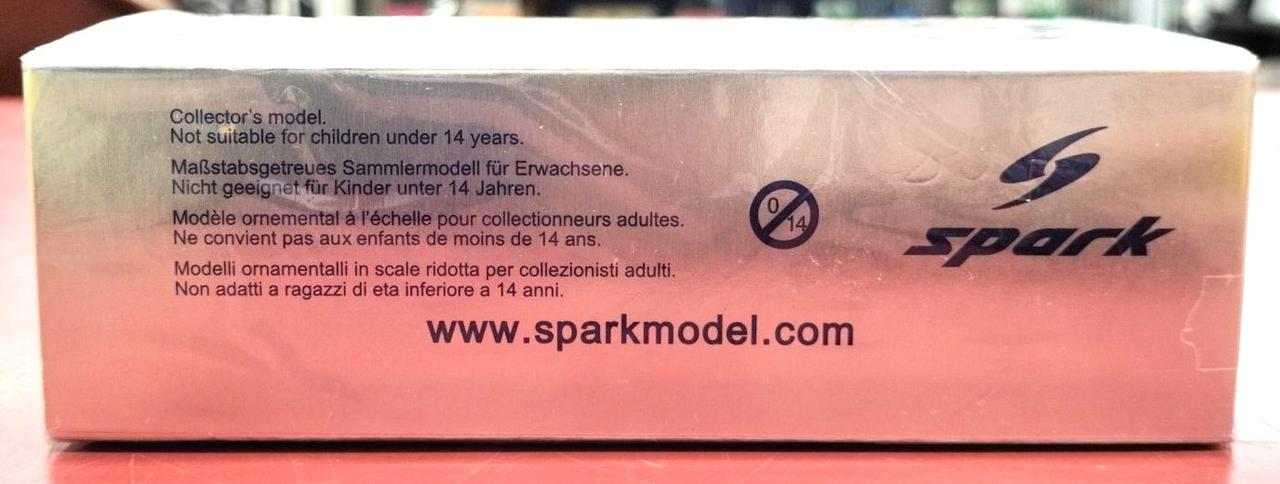 Collector's model.
Not suitable for children under 14 years.
Maßstabsgetreues Sammlermodell für Erwachsene.
Nicht geeignet für Kinder unter 14 Jahren.
Modèle ornemental à l'échelle pour collectionneurs adultes.
Ne convient pas aux enfants de moins de 14 ans.
Modelli ornamentalli in scale ridotta per collezionisti adulti.
Non adatti a ragazzi di eta inferiore a 14 anni.
0
14
spark
www.sparkmodel.com